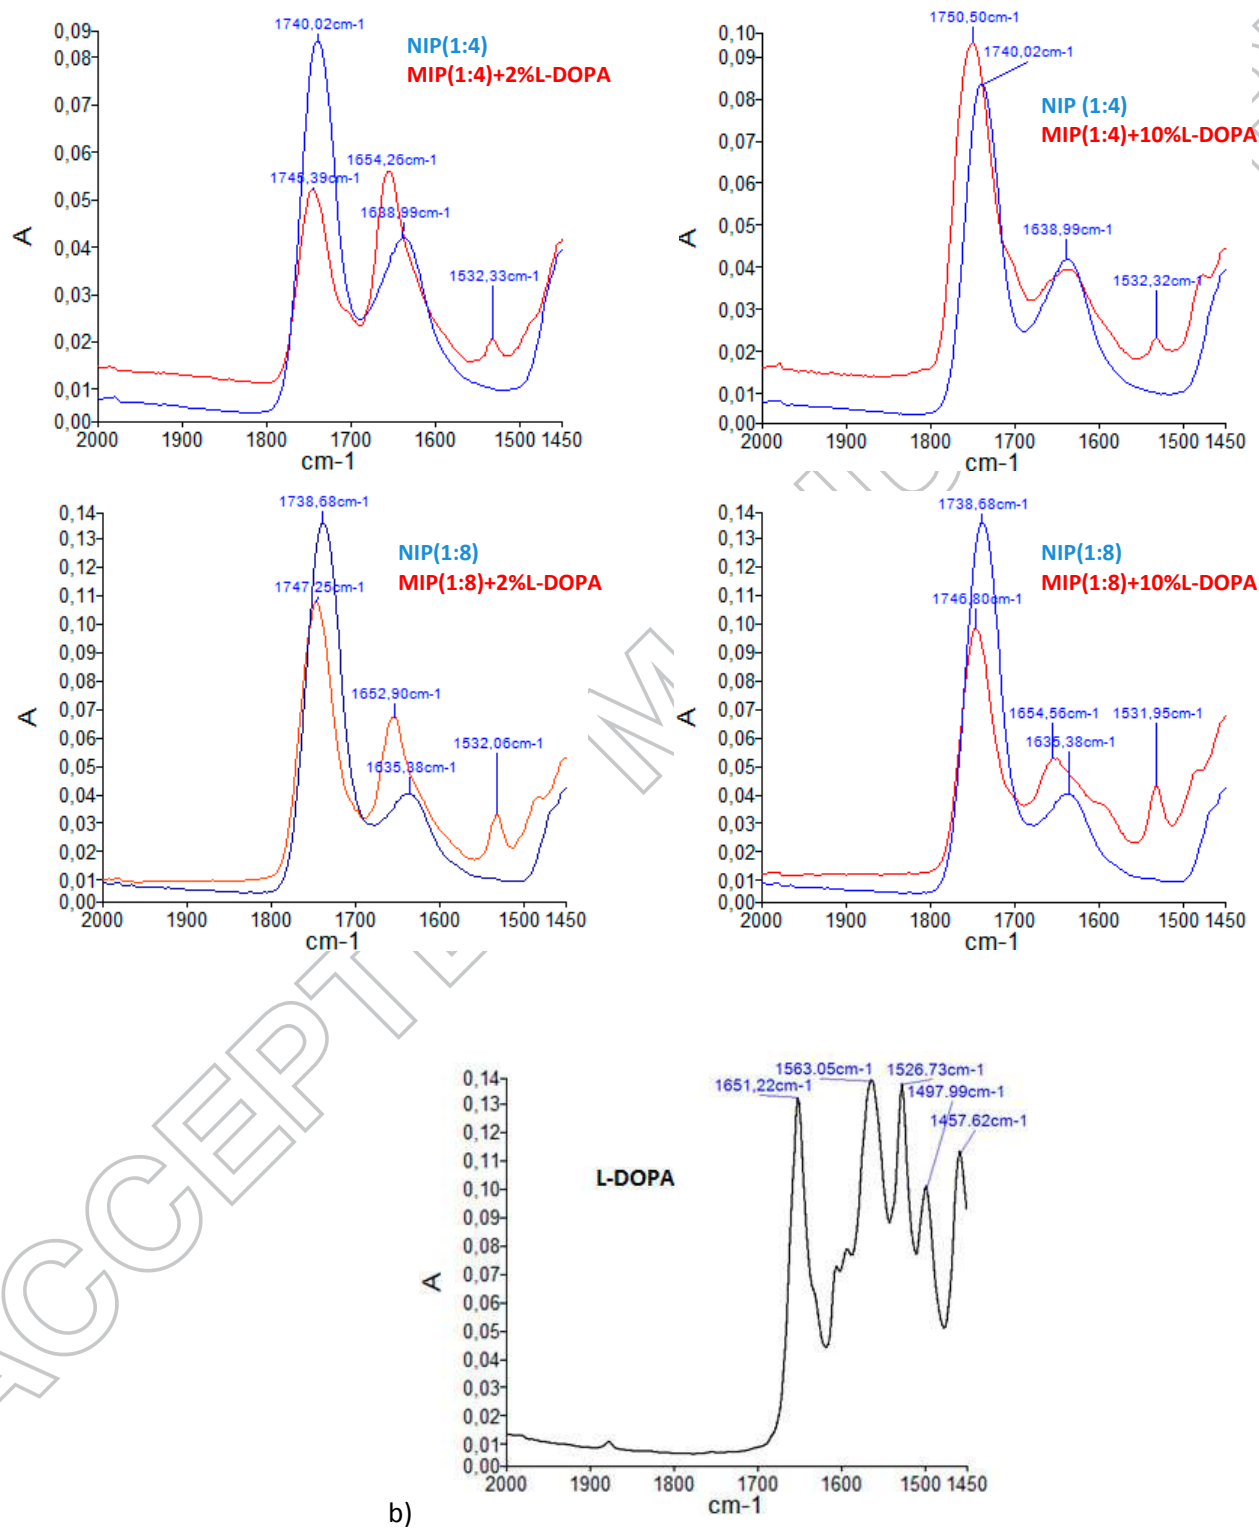 1740,02cm-1
0,09
0,08
0,07
0,06
0,05
0,04
0,03
0,02
0,01
0,00
A
NIP(1:4)
MIP(1:4)+2%L-DOPA
1654,26cm-1
1745,39cm-1
1638,99cm-1
1532,33cm-1
2000 1900 1800 1700 1600 1500 1450
cm-1
1750,50cm-1
0,10
0,09
0,08
0,07
0,06
0,05
0,04
0,03
0,02
0,01
0,00
A
1740,02cm-1
NIP (1:4)
MIP(1:4)+10%L-DOPA
1638,99cm-1
1532,32cm-1
2000 1900 1800 1700 1600 1500 1450
cm-1
1738,68cm-1
0,14
0,13
0,12
0,11
0,10
0,09
0,08
0,07
0,06
0,05
0,04
0,03
0,02
0,01
0,00
A
NIP(1:8)
MIP(1:8)+2%L-DOPA
1747,25cm-1
1652,90cm-1
1532,06cm-1
1635,38cm-1
2000 1900 1800 1700 1600 1500 1450
cm-1
1738,68cm-1
0,14
0,13
0,12
0,11
0,10
0,09
0,08
0,07
0,06
0,05
0,04
0,03
0,02
0,01
0,00
A
NIP(1:8)
MIP(1:8)+10%L-DOPA
1746,80cm-1
1654,56cm-1
1531,95cm-1
1635,38cm-1
2000 1900 1800 1700 1600 1500 1450
cm-1
1563.05cm-1
1526.73cm-1
1651,22cm-1
1497.99cm-1
1457.62cm-1
0,14
0,13
0,12
0,11
0,10
0,09
0,08
0,07
0,06
0,05
0,04
0,03
0,02
0,01
0,00
A
L-DOPA
2000 1900 1800 1700 1600 1500 1450
cm-1
b)